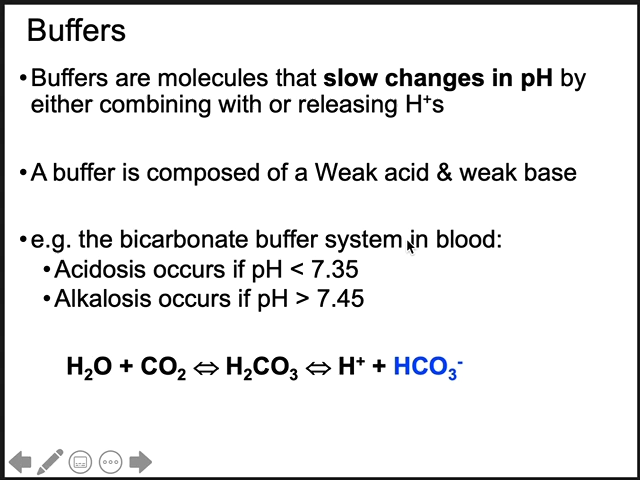 Buffers
•Buffers are molecules that slow changes in pH by
either combining with or releasing H⁺s
•A buffer is composed of a Weak acid & weak base
•e.g. the bicarbonate buffer system in blood:
•Acidosis occurs if pH < 7.35
•Alkalosis occurs if pH > 7.45
H₂O + CO₂ ⇔ H₂CO₃ ⇔ H⁺ + HCO₃⁻